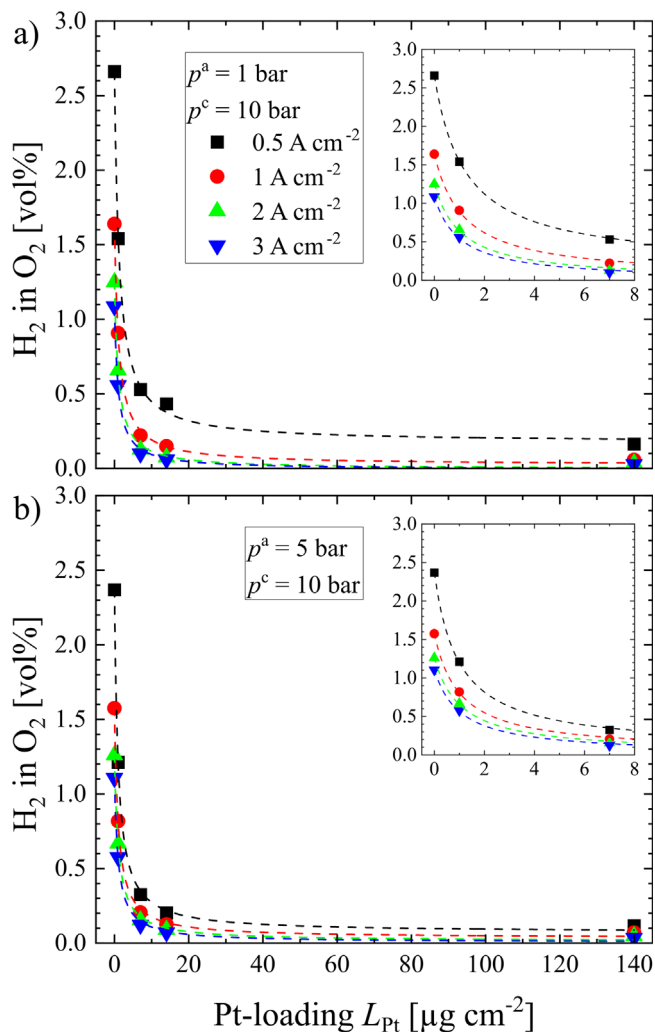 a)
pᵃ = 1 bar
pᶜ = 10 bar
0.5 A cm⁻²
1 A cm⁻²
2 A cm⁻²
3 A cm⁻²
H₂ in O₂ [vol%]
3.0
2.5
2.0
1.5
1.0
0.5
0.0
3.0
2.5
2.0
1.5
1.0
0.5
0.0
0 2 4 6 8
b)
pᵃ = 5 bar
pᶜ = 10 bar
H₂ in O₂ [vol%]
3.0
2.5
2.0
1.5
1.0
0.5
0.0
3.0
2.5
2.0
1.5
1.0
0.5
0.0
0 2 4 6 8
0 20 40 60 80 100 120 140
Pt-loading L_Pt [µg cm⁻²]